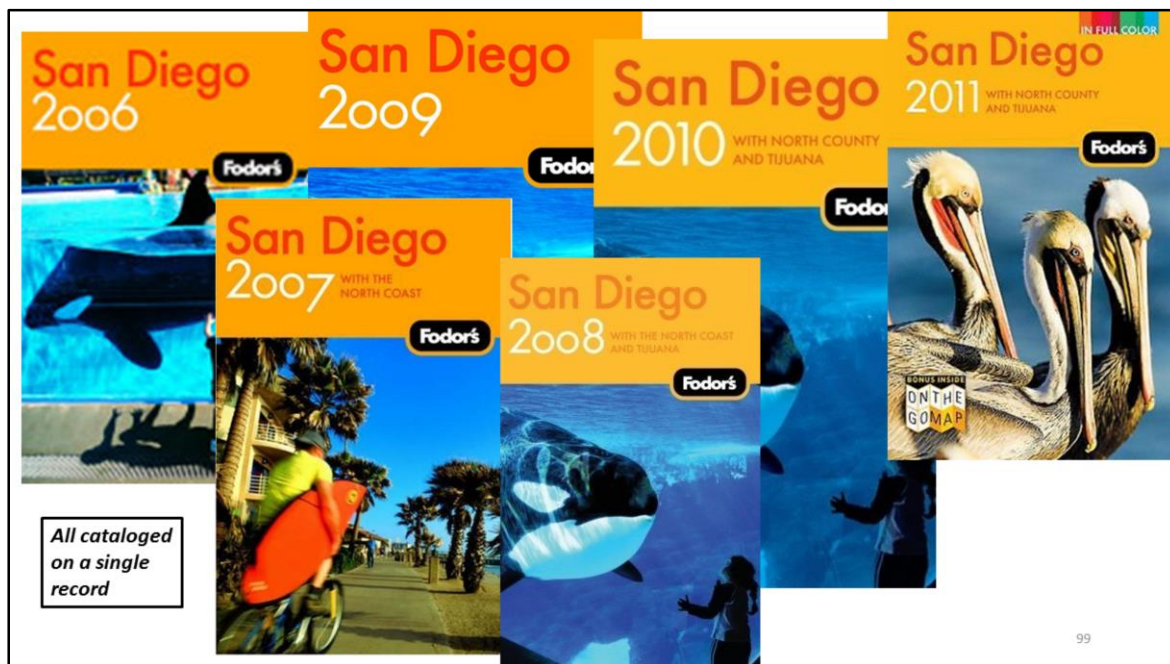 San Diego
2006
Fodor's
San Diego
2009
Fodor
San Diego
2010 WITH NORTH COUNTY
AND TIJUANA
Fodor
IN FULL COLOR
San Diego
2011 WITH NORTH COUNTY
AND TIJUANA
Fodor's
BONUS INSIDE
ON THE
GO MAP
San Diego
2007 WITH THE
NORTH COAST
Fodor's
San Diego
2008 WITH THE NORTH COAST
AND TIJUANA
Fodor's
All cataloged
on a single
record
99